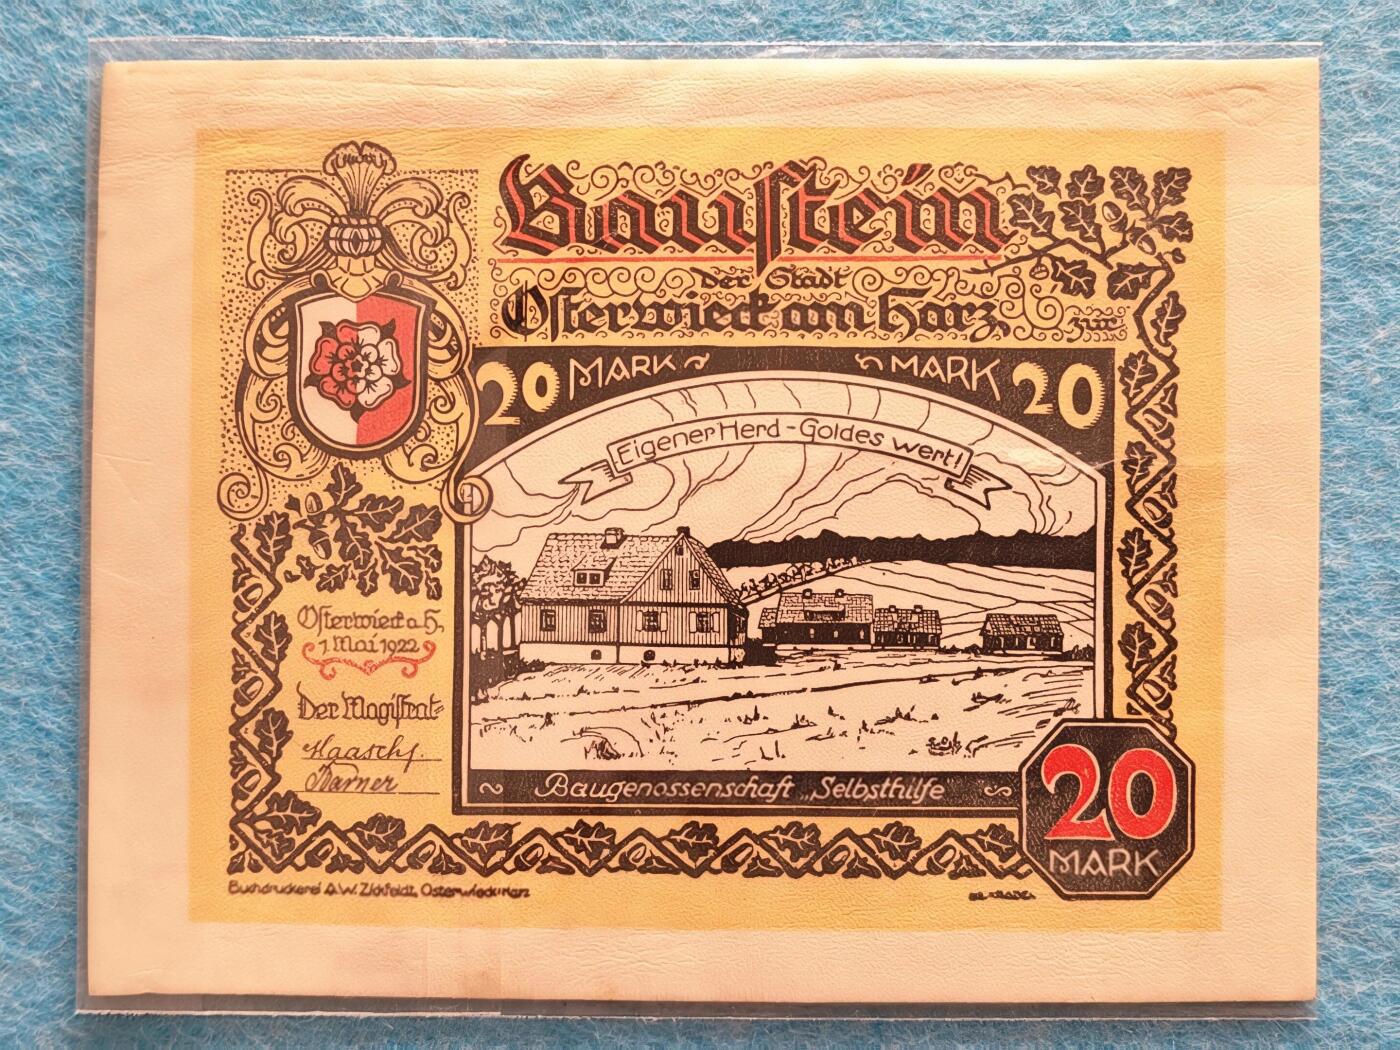 Baustein
der Stadt
Osterwieck am Harz zur
20 MARK MARK 20
Eigener Herd - Goldes wert!
Osterwieck a. H.
1. Mai 1922
Der Magistrat
Baugenossenschaft „Selbsthilfe
20
MARK
Buchdruckerei A.W. Zickfeldt, Osterwieck-Harz